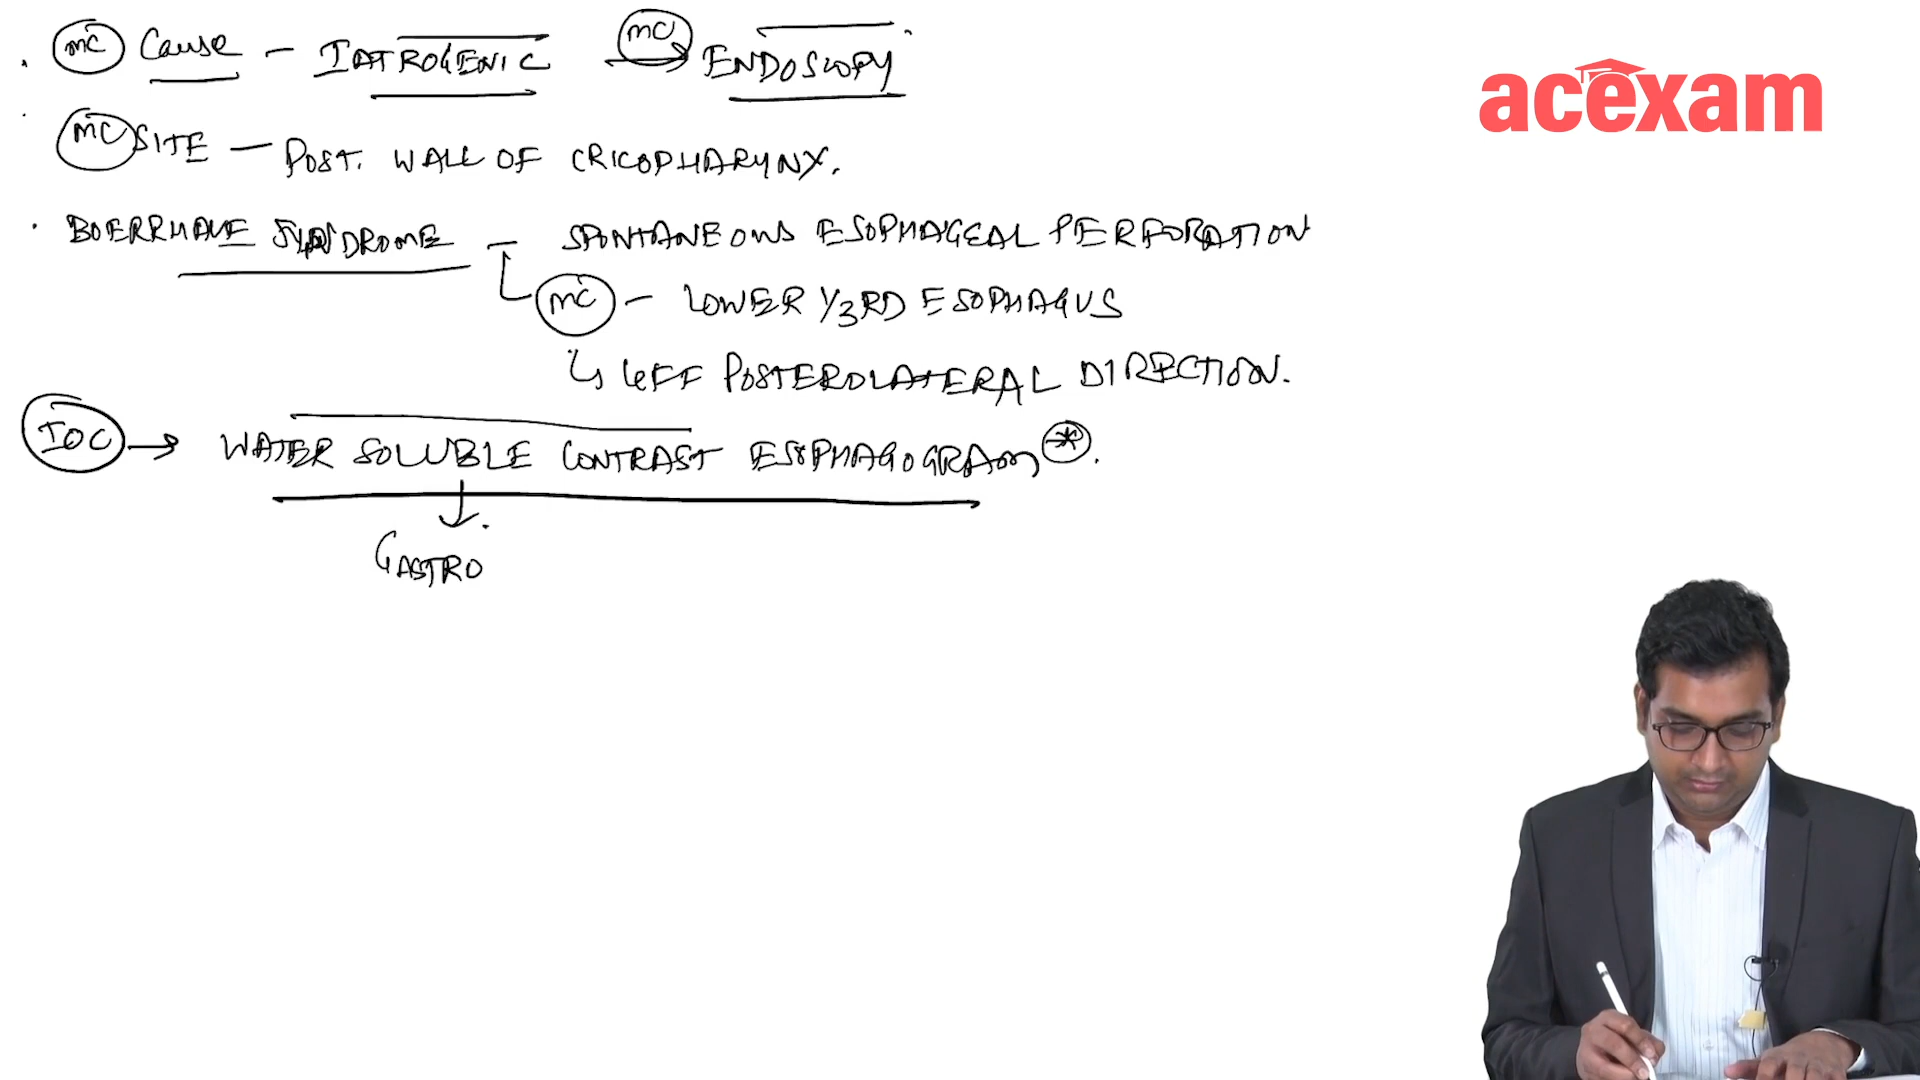 . MC Cause - IATROGENIC MC → ENDOSCOPY
MC SITE - POST. WALL OF CRICOPHARYNX.
. BOERRHAVE SYNDROME - SPONTANEOUS ESOPHAGEAL PERFORATION
MC - LOWER 1/3RD ESOPHAGUS
↳ LEFT POSTEROLATERAL DIRECTION.
IOC → WATER SOLUBLE CONTRAST ESOPHAGOGRAM *.
↓
GASTRO
acexam